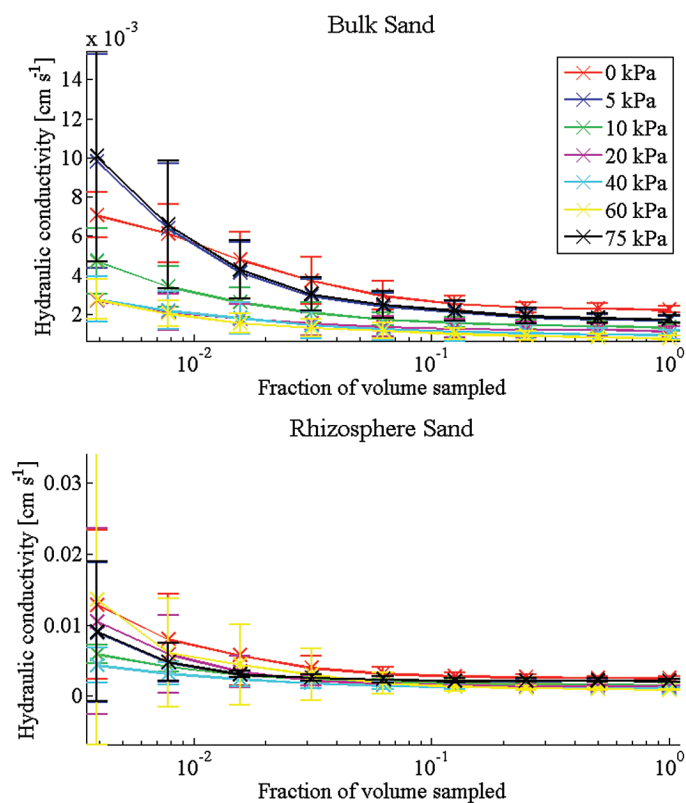 Bulk Sand
x 10⁻³
14
12
10
8
6
4
2
Hydraulic conductivity [cm s⁻¹]
0 kPa
5 kPa
10 kPa
20 kPa
40 kPa
60 kPa
75 kPa
10⁻² 10⁻¹ 10⁰
Fraction of volume sampled
Rhizosphere Sand
0.03
0.02
0.01
0
Hydraulic conductivity [cm s⁻¹]
10⁻² 10⁻¹ 10⁰
Fraction of volume sampled